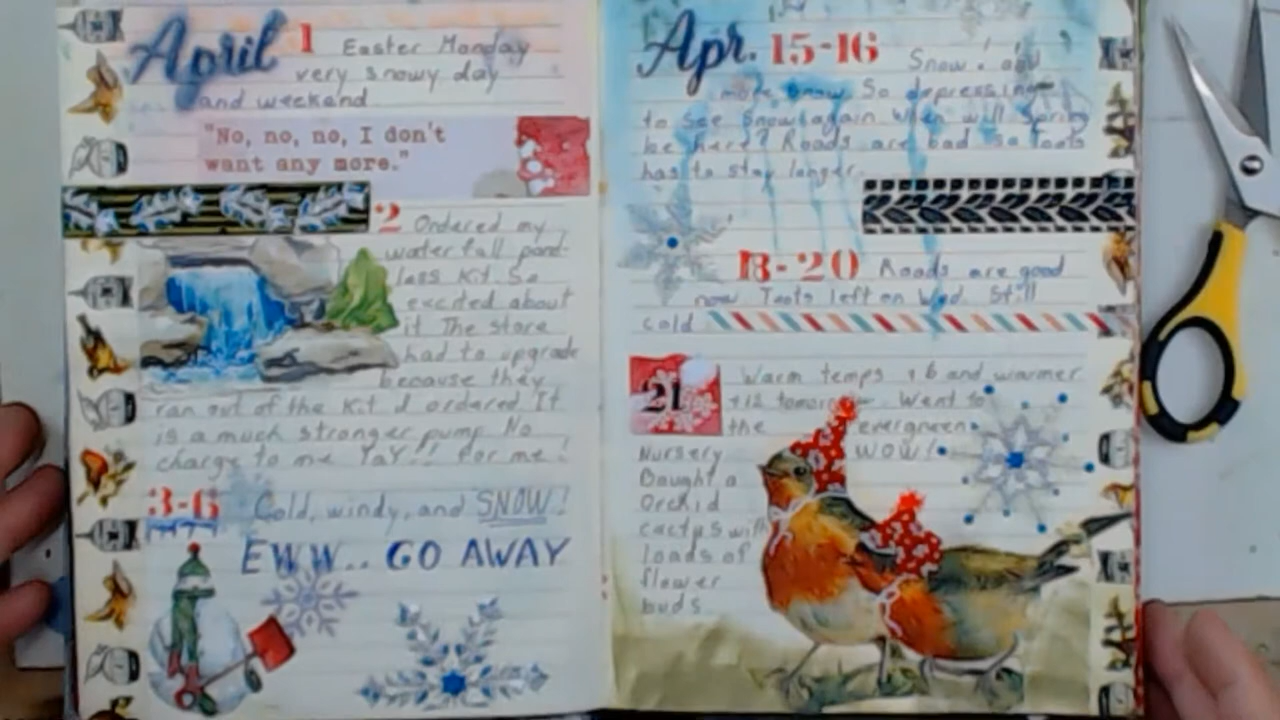 April 1 Easter Monday
very snowy day
and weekend
"No, no, no, I don't
want any more."
2 Ordered my
waterfall pond
less kit. So
excited about
it The store
had to upgrade
because they
ran out of the kit I ordered It
is a much stronger pump No
charge to me YaY!! For me!
3-6 Cold, windy, and SNOW!
EWW.. GO AWAY
Apr. 15-16 Snow! and
more snow So depressing
to see snow again When will Spring
be here? Roads are bad so Toots
has to stay longer.
18-20 Roads are good
now Toots left on Wed. Still
cold
21 Warm temps +6 and warmer
+12 tomorrow. Went to
the evergreen
Nursery WOW!
Bought a
Orchid
cactus with
loads of
flower
buds.